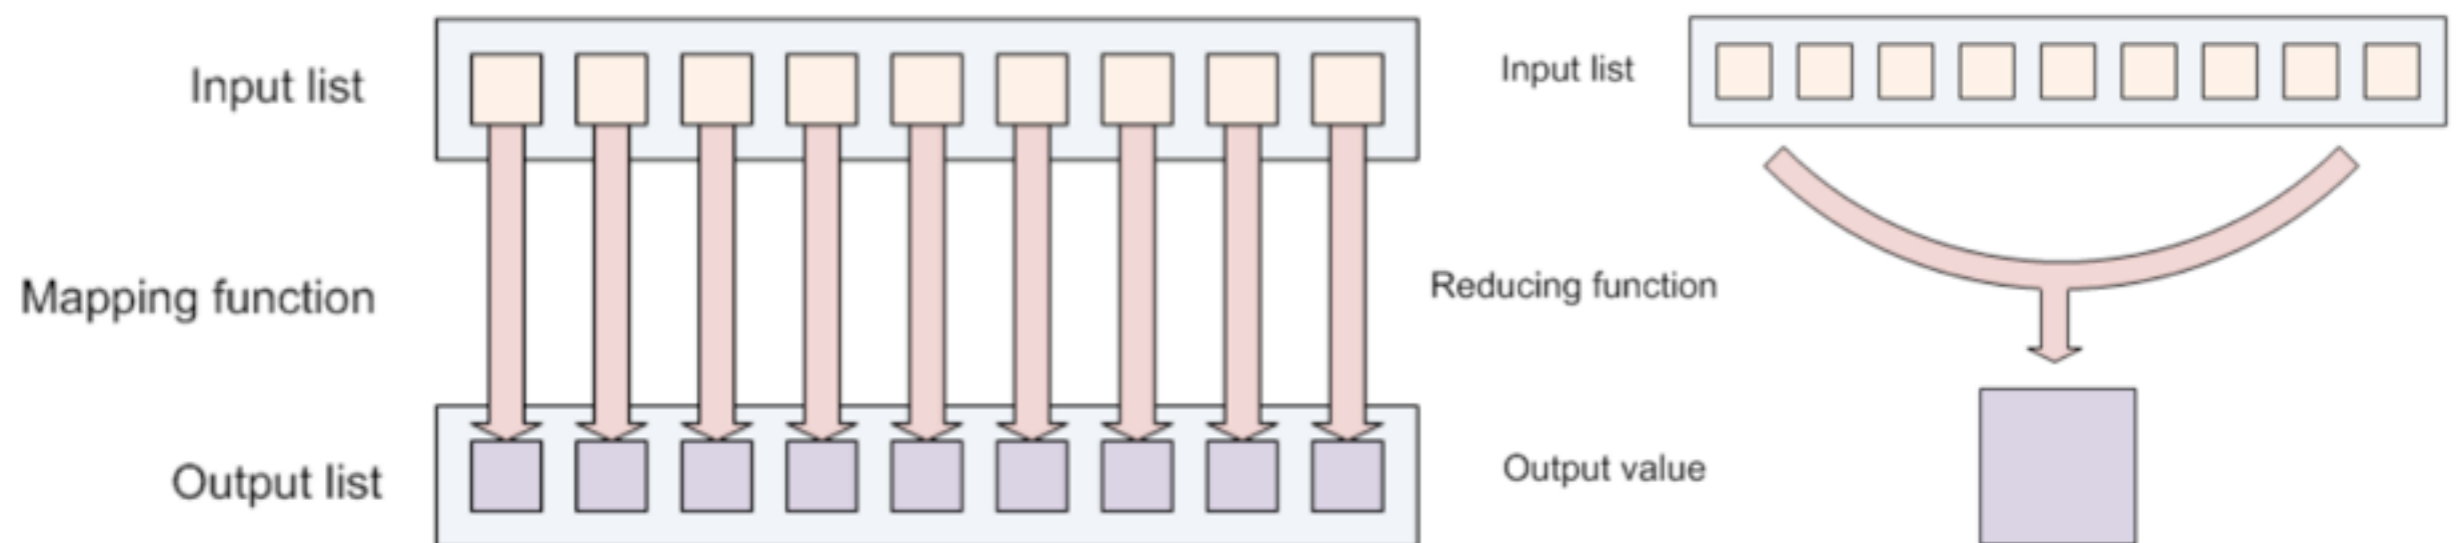 Input list
Mapping function
Output list
Input list
Reducing function
Output value